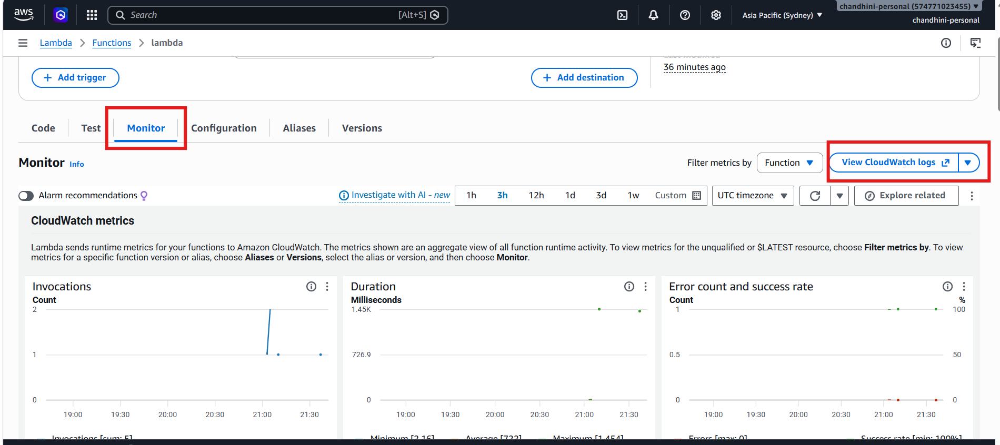 aws
Search [Alt+S]
Asia Pacific (Sydney)
chandhini-personal (574771023455)
chandhini-personal
Lambda Functions lambda
Last modified
36 minutes ago
+ Add trigger
+ Add destination
Code Test Monitor Configuration Aliases Versions
Monitor Info
Filter metrics by Function View CloudWatch logs
Alarm recommendations
Investigate with AI - new 1h 3h 12h 1d 3d 1w Custom UTC timezone Explore related
CloudWatch metrics
Lambda sends runtime metrics for your functions to Amazon CloudWatch. The metrics shown are an aggregate view of all function runtime activity. To view metrics for the unqualified or $LATEST resource, choose Filter metrics by. To view
metrics for a specific function version or alias, choose Aliases or Versions, select the alias or version, and then choose Monitor.
Invocations
Count
2
1
0
19:00 19:30 20:00 20:30 21:00 21:30
Invocations [sum: 5]
Duration
Milliseconds
1.45K
726.9
0
19:00 19:30 20:00 20:30 21:00 21:30
Minimum [2.16] Average [722] Maximum [1,454]
Error count and success rate
Count %
1 100
0.5 50
0 0
19:00 19:30 20:00 20:30 21:00 21:30
Errors [max: 0] Success rate [min: 100%]